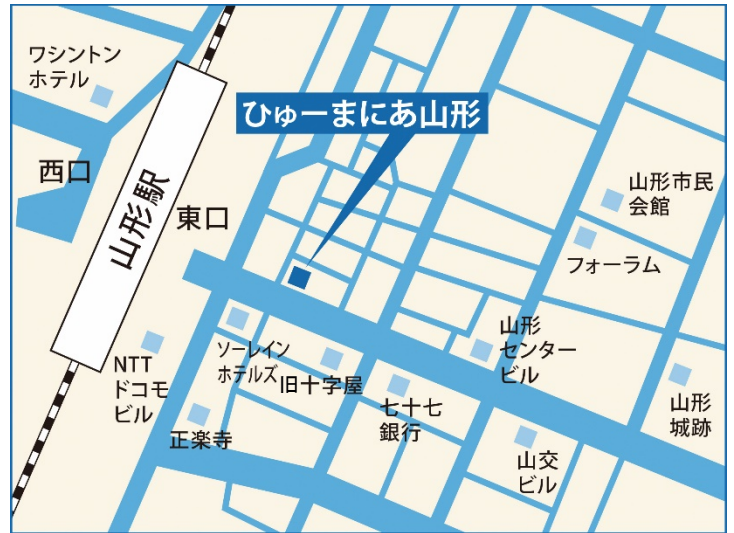 ワシントン
ホテル
ひゅーまにあ山形
西口
山形駅
東口
山形市民
会館
フォーラム
山形
センター
ビル
ソーレイン
ホテルズ
旧十字屋
NTT
ドコモ
ビル
七十七
銀行
山形
城跡
正楽寺
山交
ビル